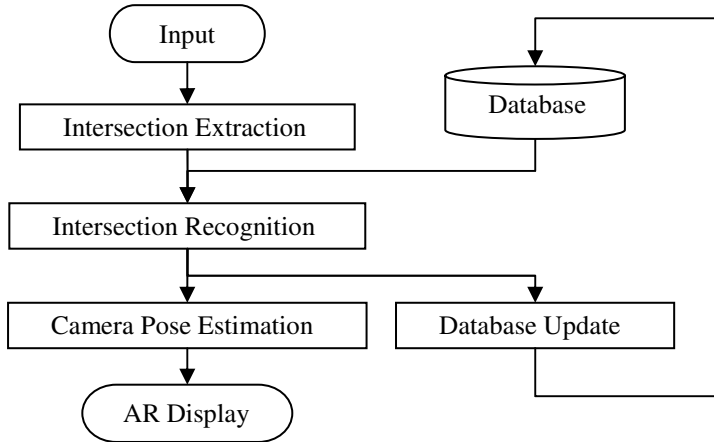 Input
Database
Intersection Extraction
Intersection Recognition
Camera Pose Estimation
Database Update
AR Display